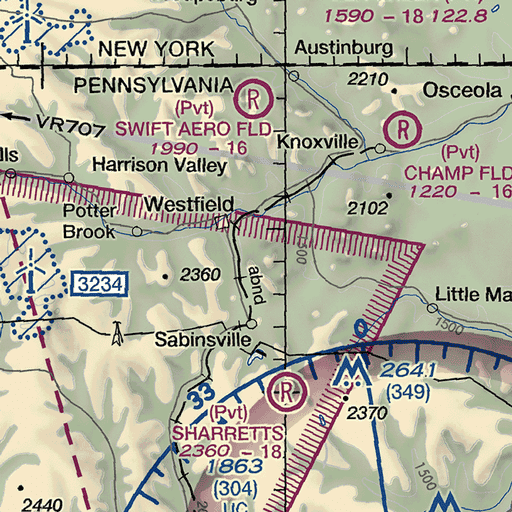 1590 - 18 122.8
NEW YORK
Austinburg
PENNSYLVANIA
2210
Osceola
R
(Pvt)
SWIFT AERO FLD
1990 - 16
VR707
Knoxville
R
(Pvt)
CHAMP FLD
1220 - 16
lls
Harrison Valley
Potter
Brook
Westfield
2102
1500
3234
2360
abnd
Little Ma
1500
Sabinsville
0
33
R
(Pvt)
SHARRETTS
2360 - 18
1863
(304)
UC
2641
(349)
2370
2440
1500